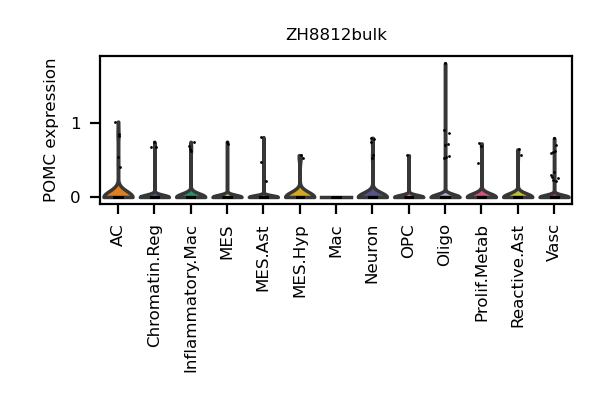 ZH8812bulk
POMC expression
1
0
AC
Chromatin.Reg
Inflammatory.Mac
MES
MES.Ast
MES.Hyp
Mac
Neuron
OPC
Oligo
Prolif.Metab
Reactive.Ast
Vasc